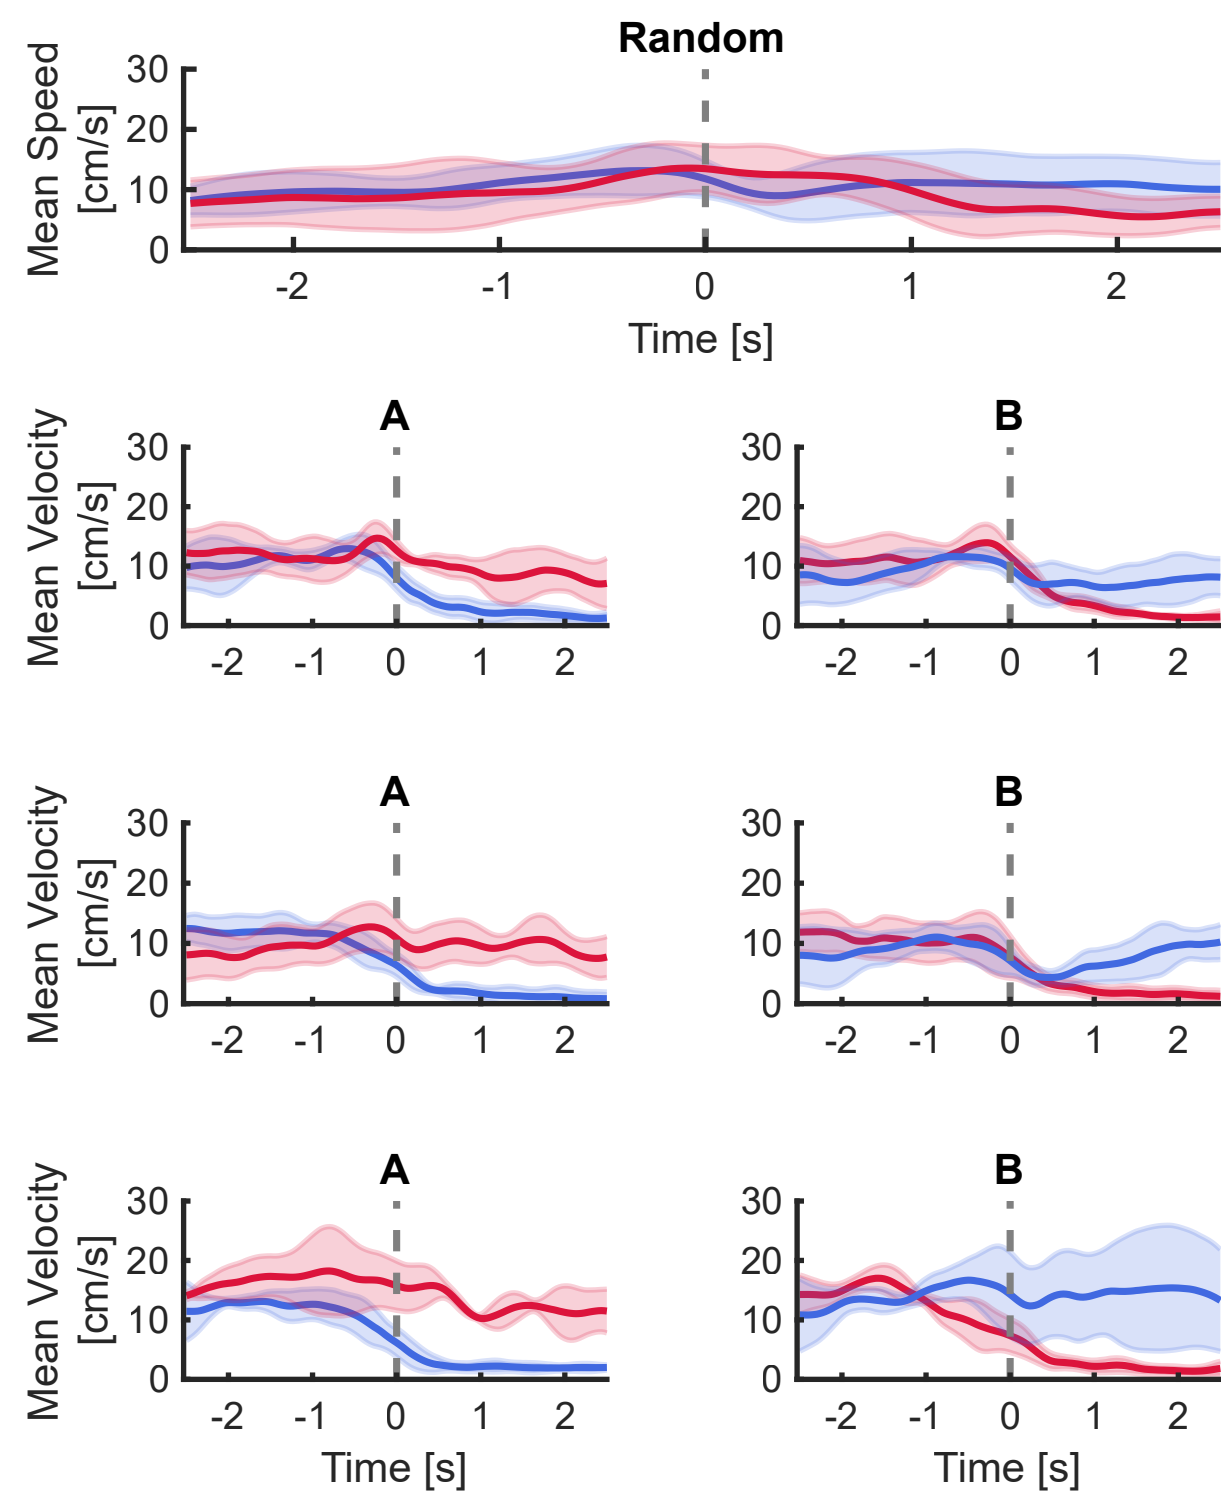 Random
Mean Speed
[cm/s]
30
20
10
0
-2 -1 0 1 2
Time [s]
A B
Mean Velocity
[cm/s]
30 30
20 20
10 10
0 0
-2 -1 0 1 2 -2 -1 0 1 2
A B
Mean Velocity
[cm/s]
30 30
20 20
10 10
0 0
-2 -1 0 1 2 -2 -1 0 1 2
A B
Mean Velocity
[cm/s]
30 30
20 20
10 10
0 0
-2 -1 0 1 2 -2 -1 0 1 2
Time [s] Time [s]